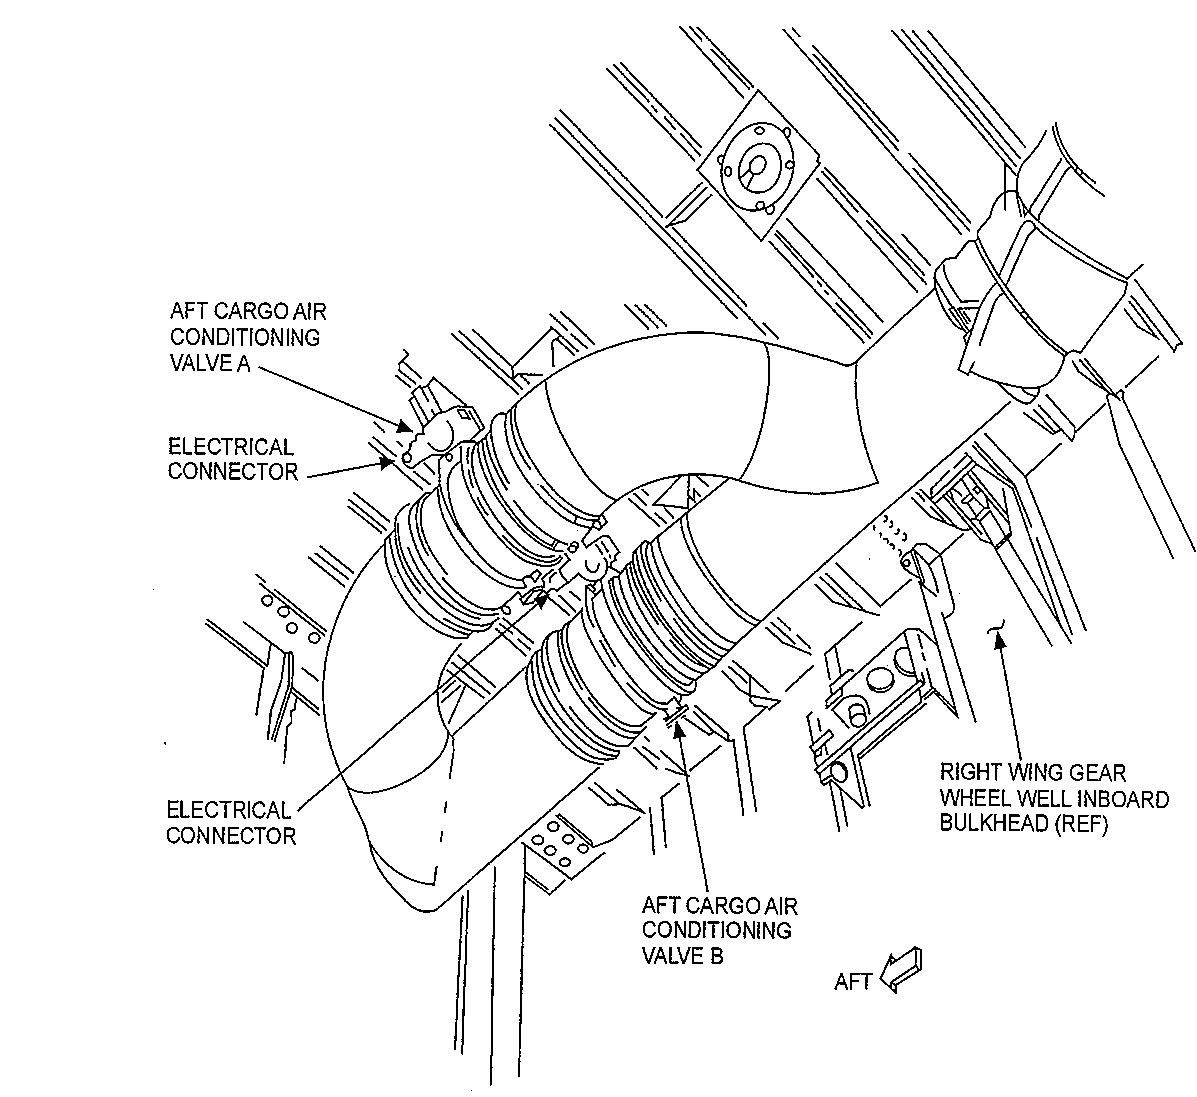 AFT CARGO AIR
CONDITIONING
VALVE A
ELECTRICAL
CONNECTOR
ELECTRICAL
CONNECTOR
RIGHT WING GEAR
WHEEL WELL INBOARD
BULKHEAD (REF)
AFT CARGO AIR
CONDITIONING
VALVE B
AFT